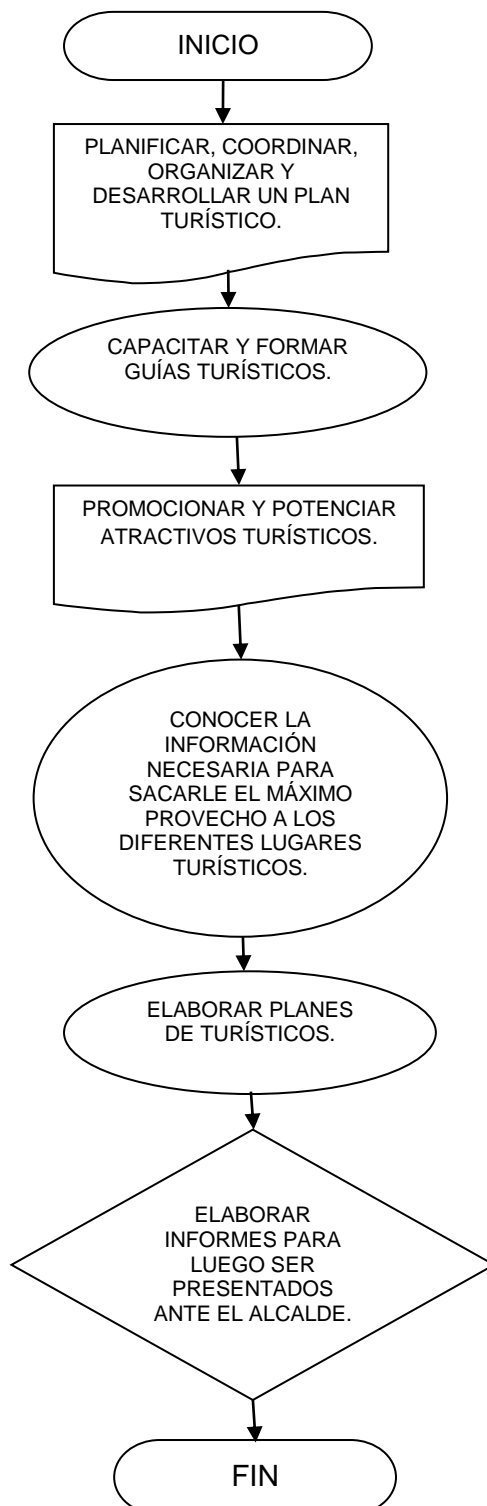 INICIO
PLANIFICAR, COORDINAR,
ORGANIZAR Y
DESARROLLAR UN PLAN
TURÍSTICO.
CAPACITAR Y FORMAR
GUÍAS TURÍSTICOS.
PROMOCIONAR Y POTENCIAR
ATRACTIVOS TURÍSTICOS.
CONOCER LA
INFORMACIÓN
NECESARIA PARA
SACARLE EL MÁXIMO
PROVECHO A LOS
DIFERENTES LUGARES
TURÍSTICOS.
ELABORAR PLANES
DE TURÍSTICOS.
ELABORAR
INFORMES PARA
LUEGO SER
PRESENTADOS
ANTE EL ALCALDE.
FIN